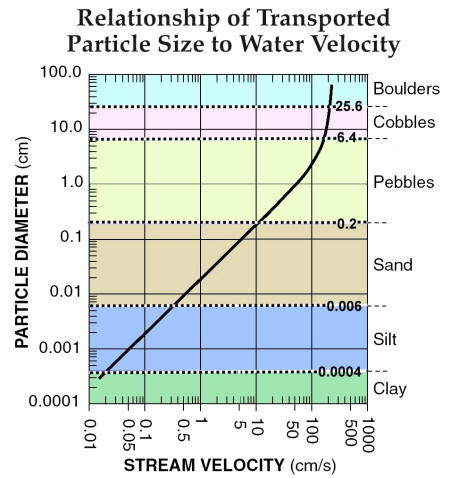 Relationship of Transported
Particle Size to Water Velocity
PARTICLE DIAMETER (cm)
100.0
Boulders
25.6
Cobbles
10.0
6.4
Pebbles
1.0
0.2
0.1
Sand
0.01
0.006
Silt
0.001
0.0004
Clay
0.0001
0.01 0.05 0.1 0.5 1 5 10 50 100 500 1000
STREAM VELOCITY (cm/s)